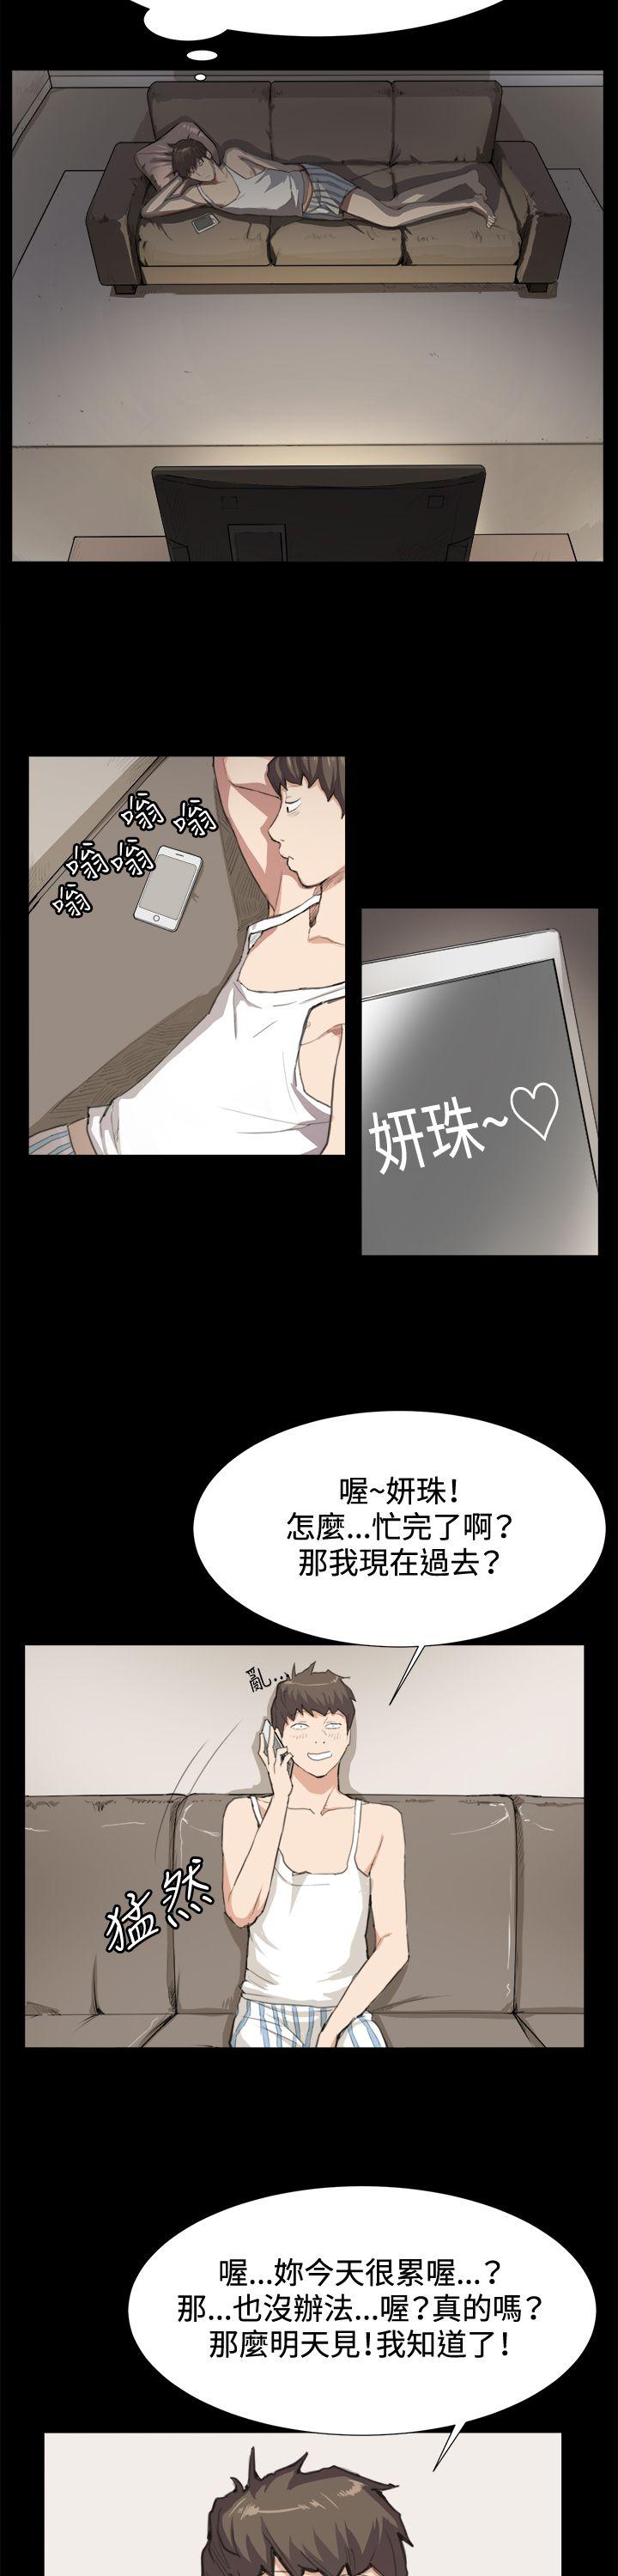 嗡
嗡
嗡
嗡
嗡
妍珠~♡
喔~妍珠！
怎麼...忙完了啊？
那我現在過去？
亂...
猛然
喔...妳今天很累喔...？
那...也沒辦法...喔？真的嗎？
那麼明天見！我知道了！